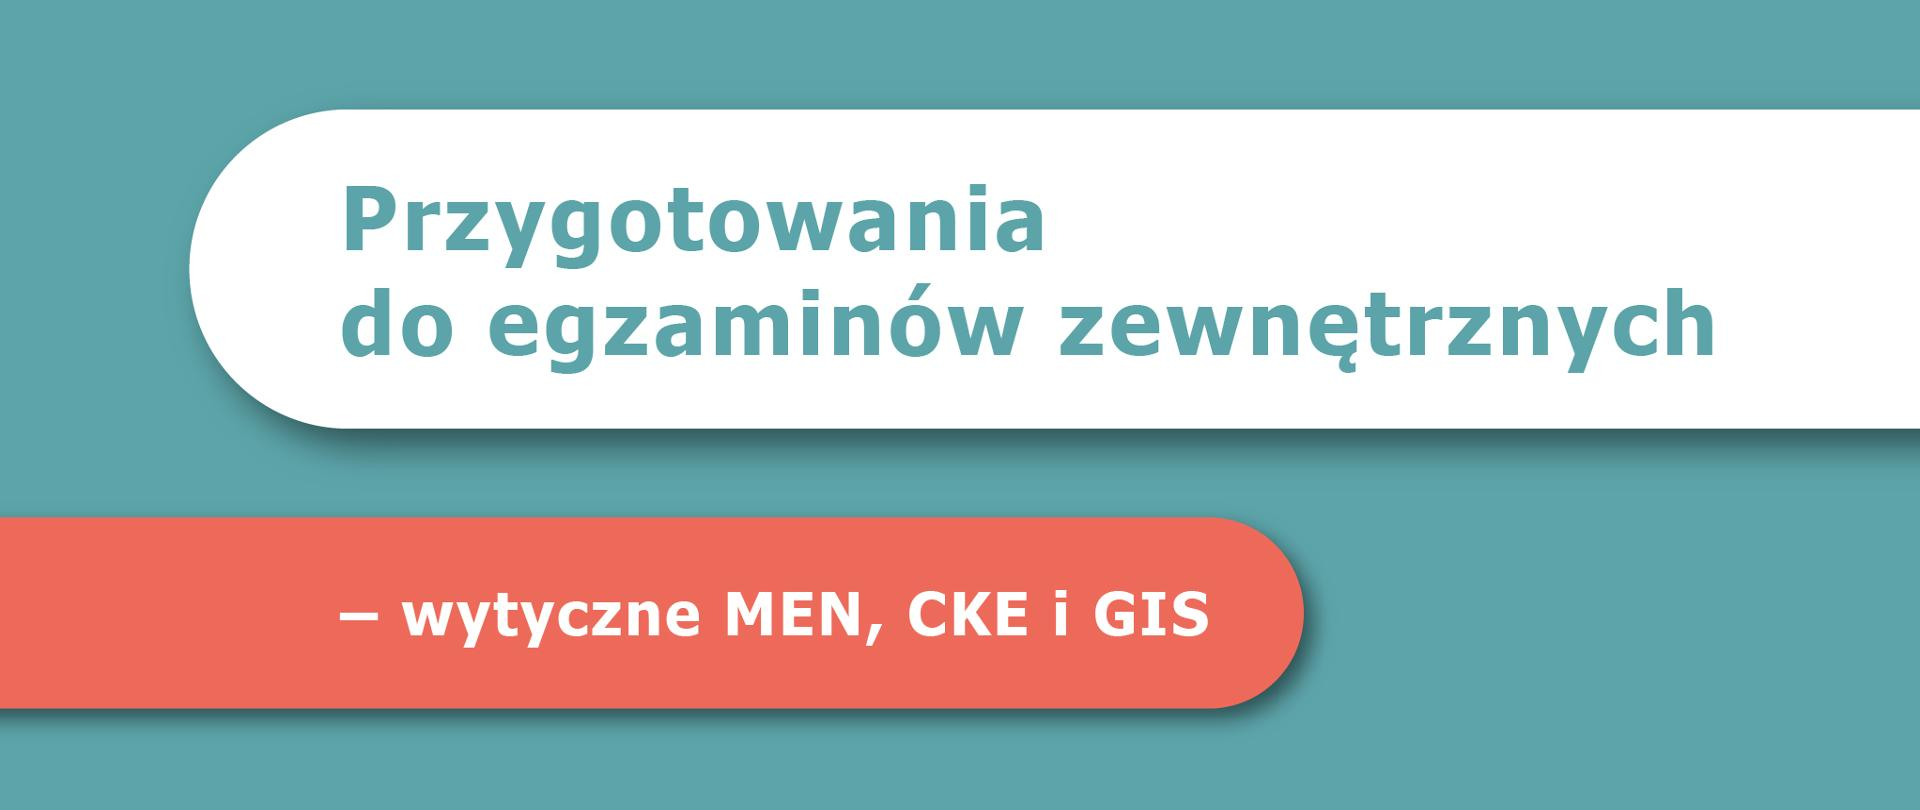 Przygotowania
do egzaminów zewnętrznych
– wytyczne MEN, CKE i GIS